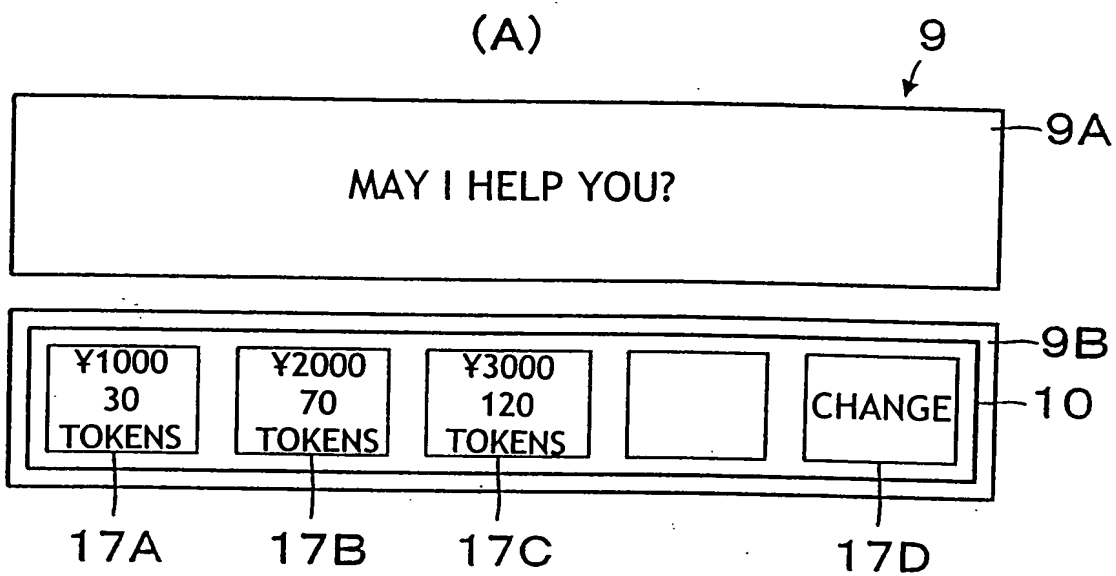 (A)
9
9A
MAY I HELP YOU?
9B
¥1000
30
TOKENS
¥2000
70
TOKENS
¥3000
120
TOKENS
CHANGE
10
17A
17B
17C
17D